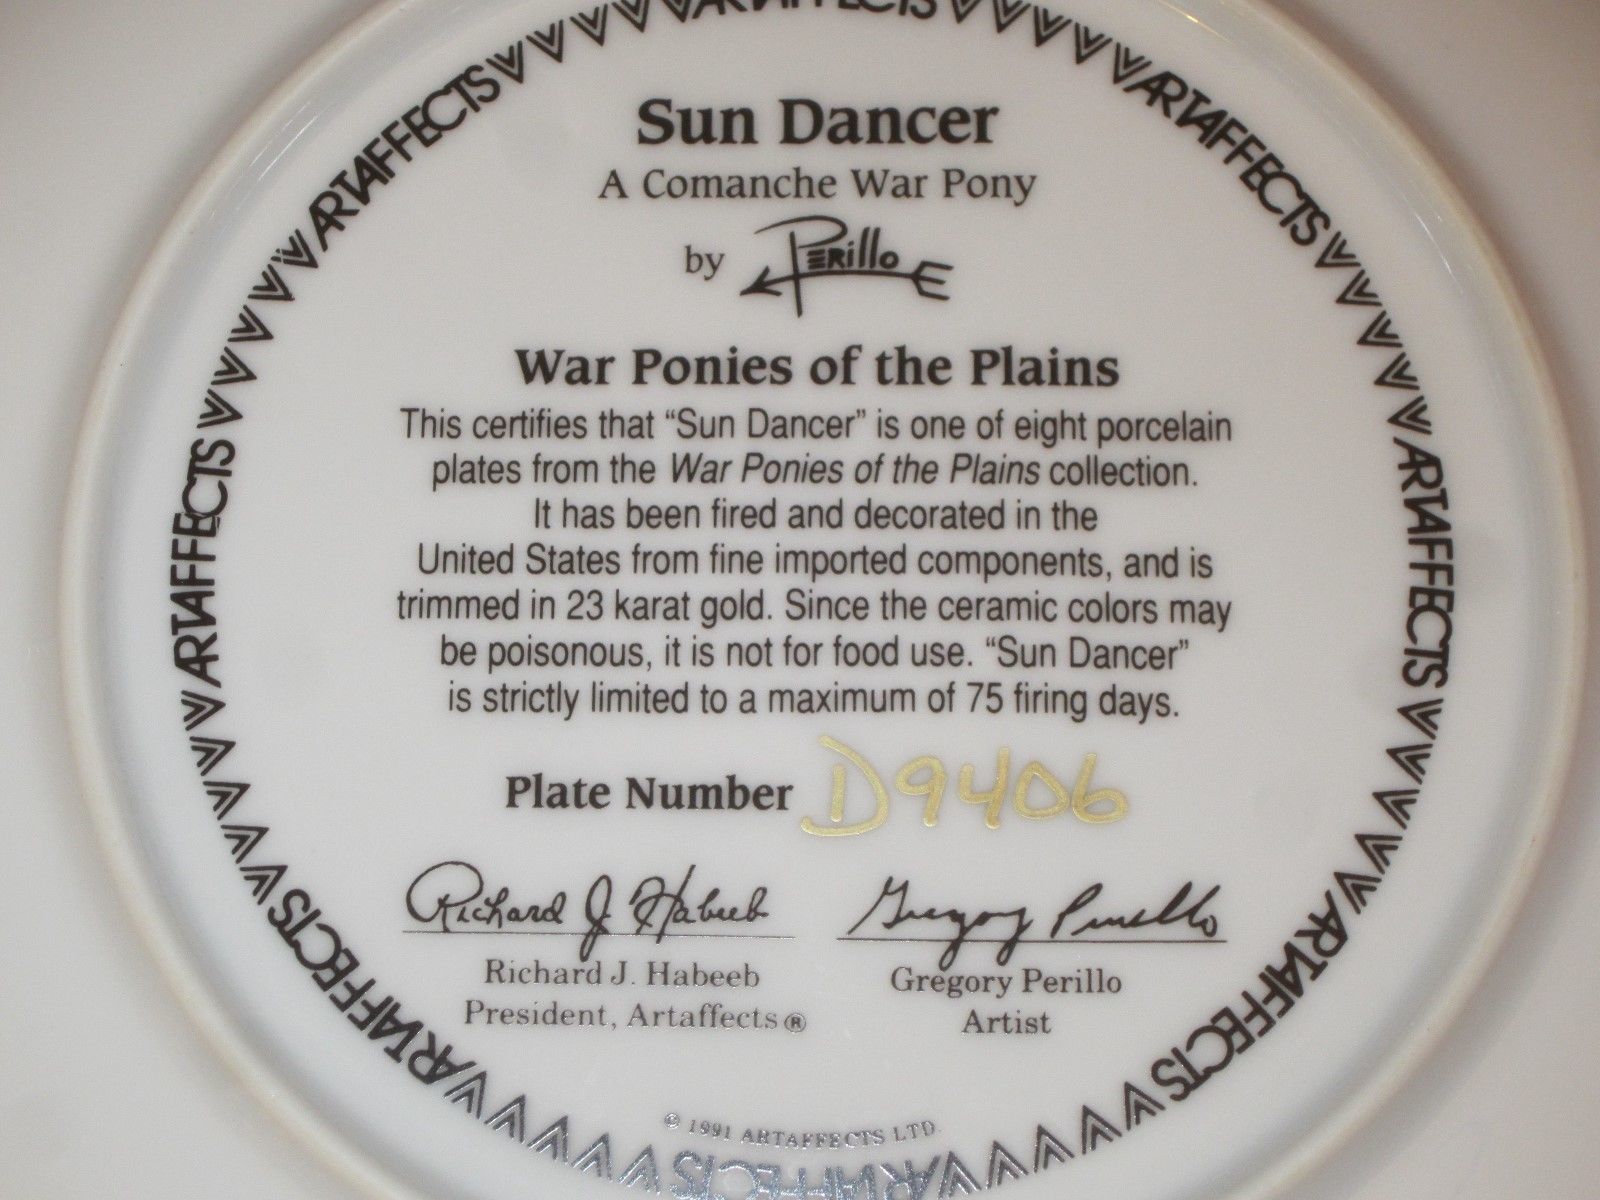 Sun Dancer
A Comanche War Pony
by PERillo
War Ponies of the Plains
This certifies that “Sun Dancer” is one of eight porcelain
plates from the War Ponies of the Plains collection.
It has been fired and decorated in the
United States from fine imported components, and is
trimmed in 23 karat gold. Since the ceramic colors may
be poisonous, it is not for food use. “Sun Dancer”
is strictly limited to a maximum of 75 firing days.
Plate Number D9406
Richard J. Habeeb
Gregory Perillo
Richard J. Habeeb
President, Artaffects®
Gregory Perillo
Artist
© 1991 ARTAFFECTS LTD.
ARTAFFECTS
ARTAFFECTS
ARTAFFECTS
ARTAFFECTS
ARTAFFECTS
ARTAFFECTS
ARTAFFECTS
ARTAFFECTS